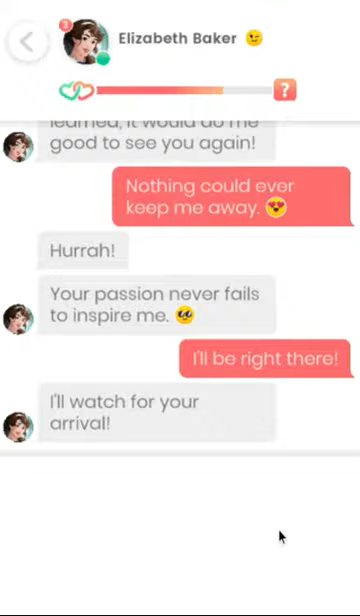 3
Elizabeth Baker 😉
?
learned, it would do me
good to see you again!
Nothing could ever
keep me away. 😍
Hurrah!
Your passion never fails
to inspire me. 🥺
I'll be right there!
I'll watch for your
arrival!